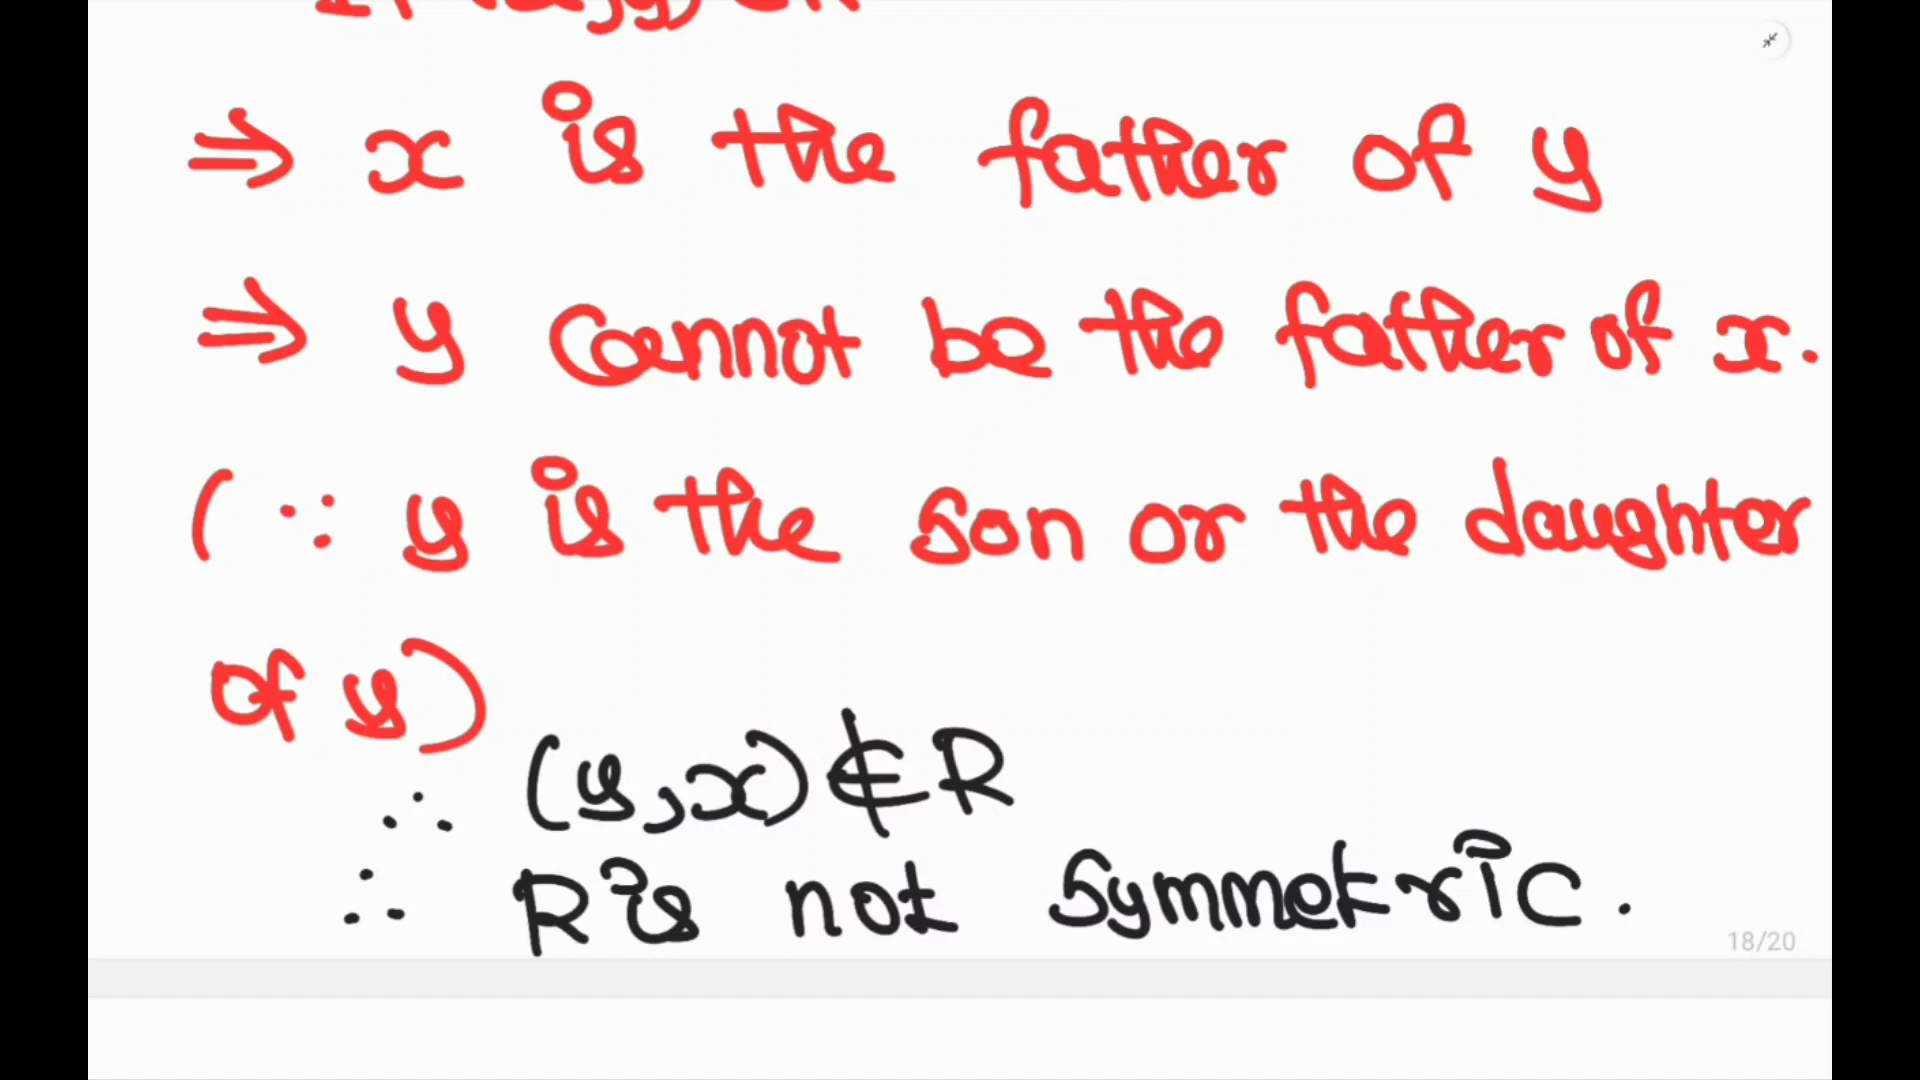 ⇒ x is the father of y
⇒ y cannot be the father of x.
(∵ y is the son or the daughter
of y)
∴ (y,x)∉R
∴ R is not symmetric.
18/20